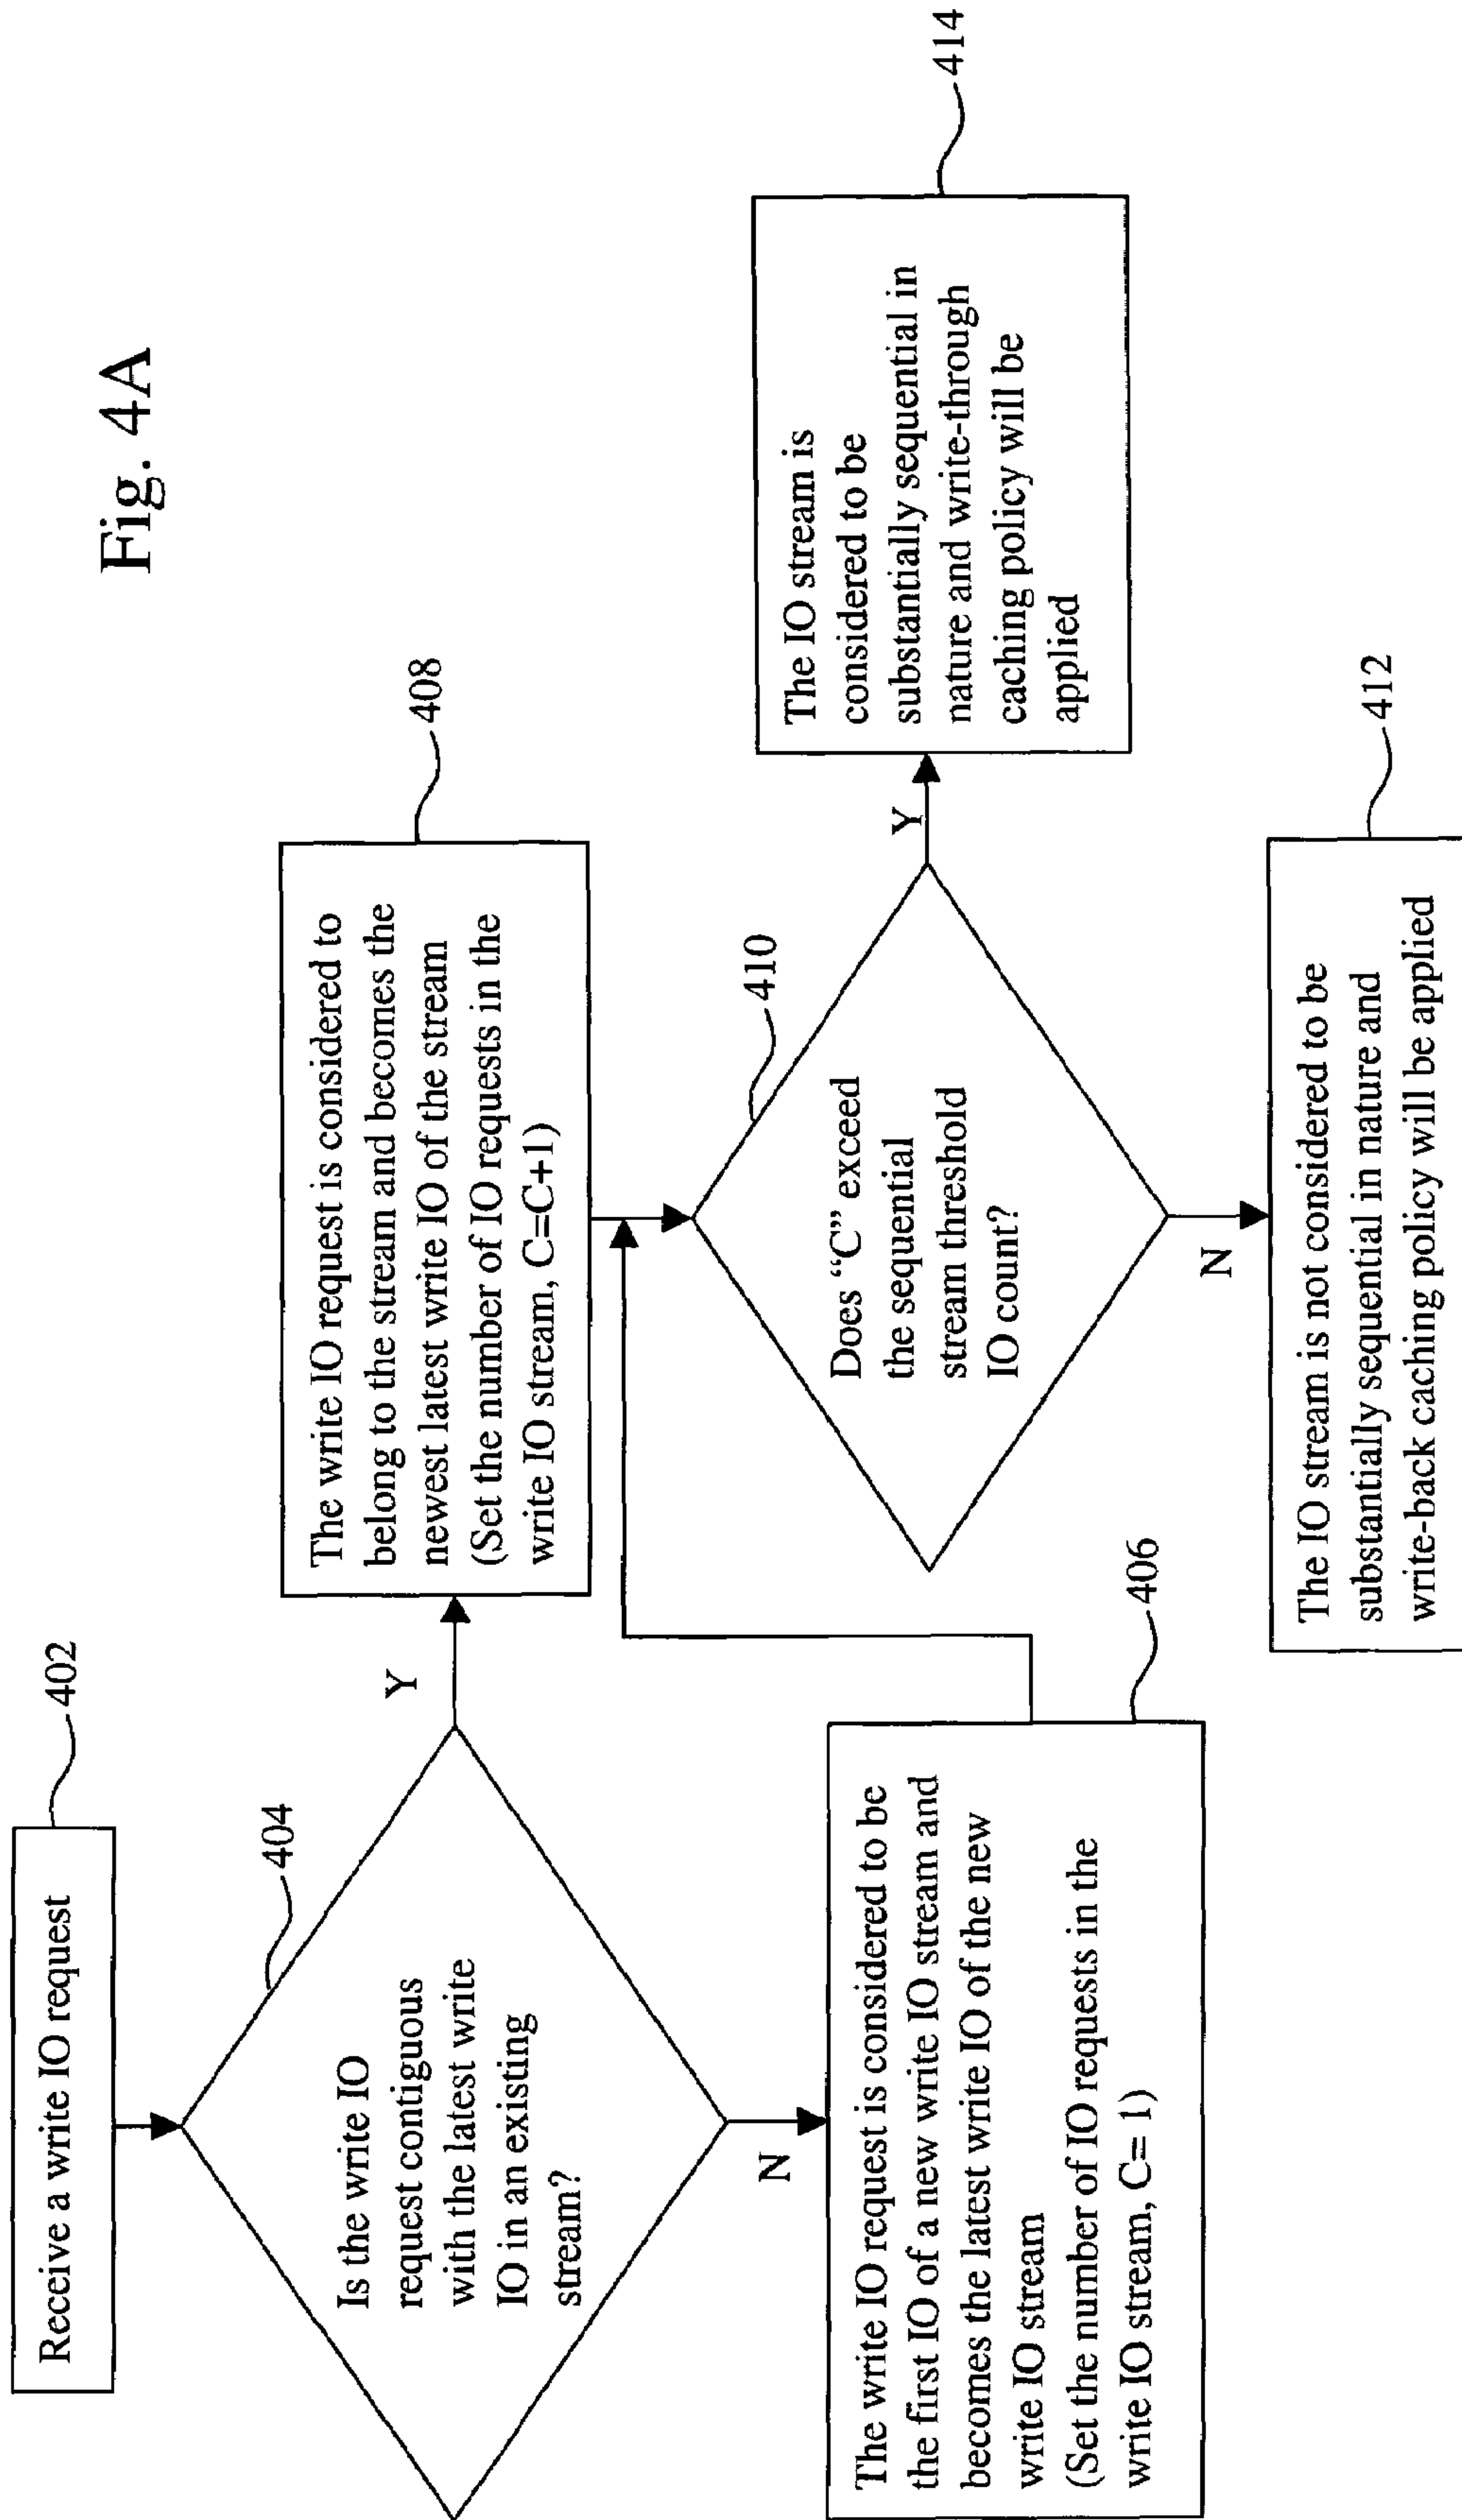 Fig. 4A
Receive a write IO request
402
404
Is the write IO
request contiguous
with the latest write
IO in an existing
stream?
Y
N
The write IO request is considered to
belong to the stream and becomes the
newest latest write IO of the stream
(Set the number of IO requests in the
write IO stream, C=C+1)
408
The write IO request is considered to be
the first IO of a new write IO stream and
becomes the latest write IO of the new
write IO stream
(Set the number of IO requests in the
write IO stream, C= 1)
406
410
Does “C” exceed
the sequential
stream threshold
IO count?
Y
N
The IO stream is
considered to be
substantially sequential in
nature and write-through
caching policy will be
applied
414
The IO stream is not considered to be
substantially sequential in nature and
write-back caching policy will be applied
412